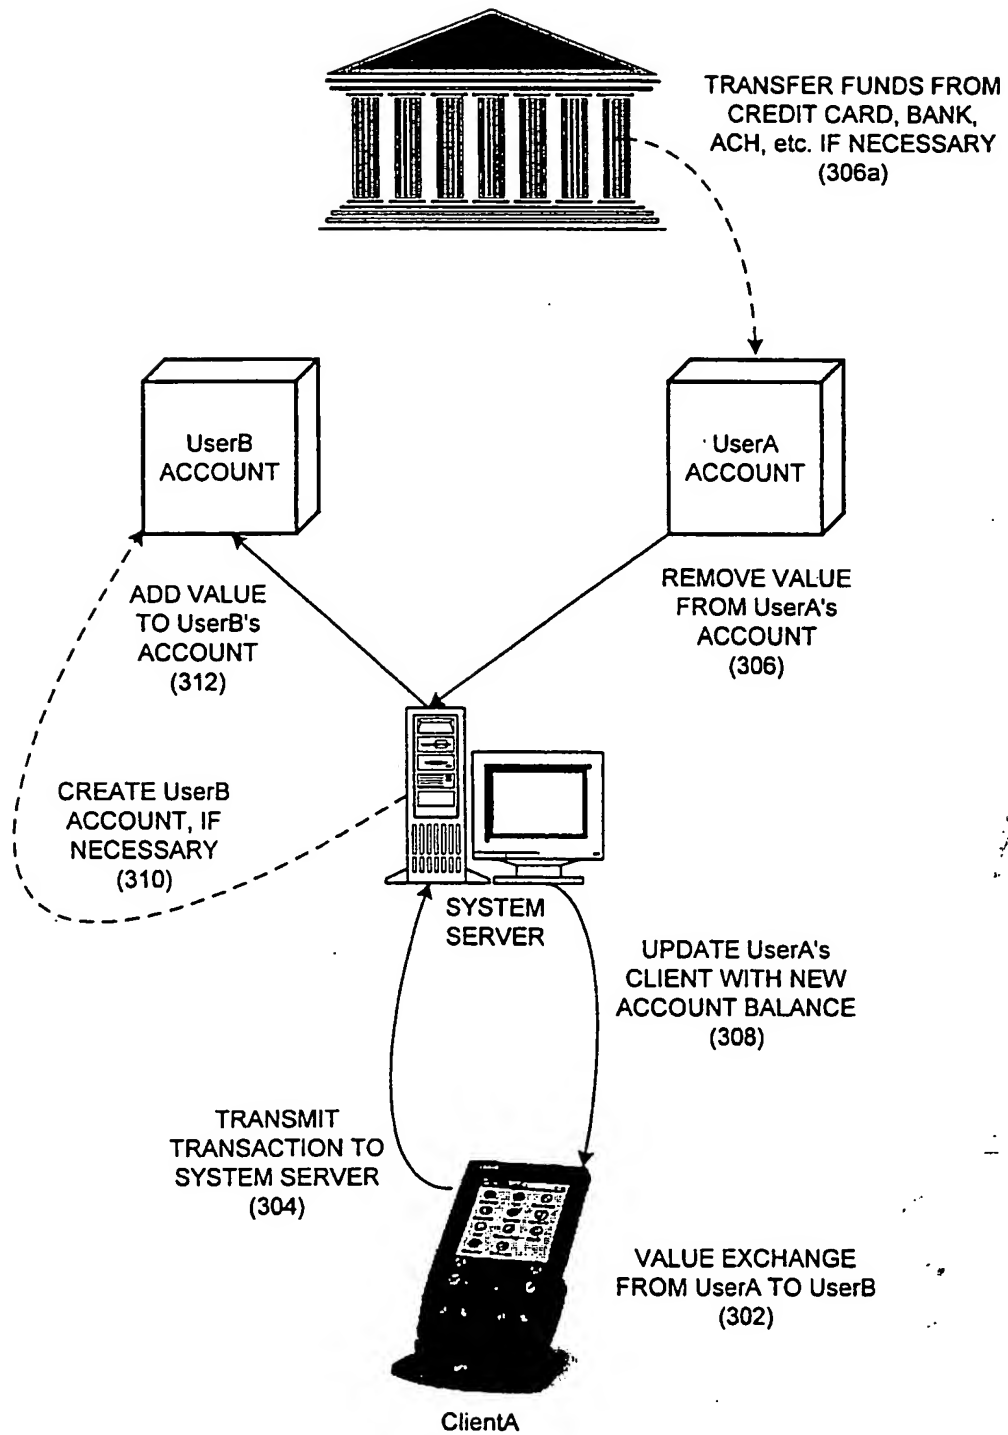 TRANSFER FUNDS FROM
CREDIT CARD, BANK,
ACH, etc. IF NECESSARY
(306a)
UserB
ACCOUNT
UserA
ACCOUNT
ADD VALUE
TO UserB's
ACCOUNT
(312)
REMOVE VALUE
FROM UserA's
ACCOUNT
(306)
CREATE UserB
ACCOUNT, IF
NECESSARY
(310)
SYSTEM
SERVER
UPDATE UserA's
CLIENT WITH NEW
ACCOUNT BALANCE
(308)
TRANSMIT
TRANSACTION TO
SYSTEM SERVER
(304)
VALUE EXCHANGE
FROM UserA TO UserB
(302)
ClientA